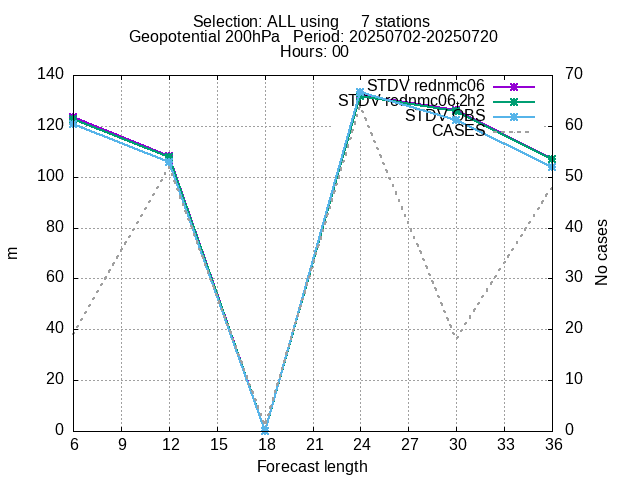 Selection: ALL using 7 stations
Geopotential 200hPa Period: 20250702-20250720
Hours: 00
140 70
STDV rednmc06
STDV rednmc06.2h2
STDV OBS
CASES
120 60
100 50
80 40
60 30
40 20
20 10
0 0
m
No cases
6 9 12 15 18 21 24 27 30 33 36
Forecast length